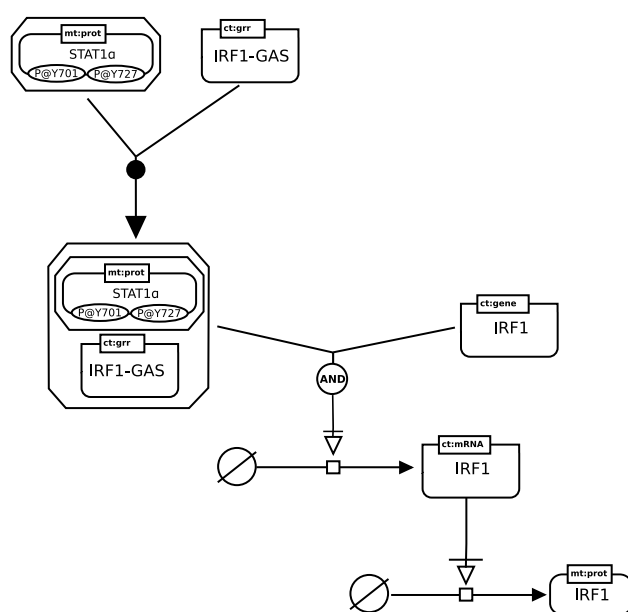 mt:prot
STAT1α
P@Y701 P@Y727
ct:grr
IRF1-GAS
mt:prot
STAT1α
P@Y701 P@Y727
ct:grr
IRF1-GAS
ct:gene
IRF1
AND
ct:mRNA
IRF1
mt:prot
IRF1